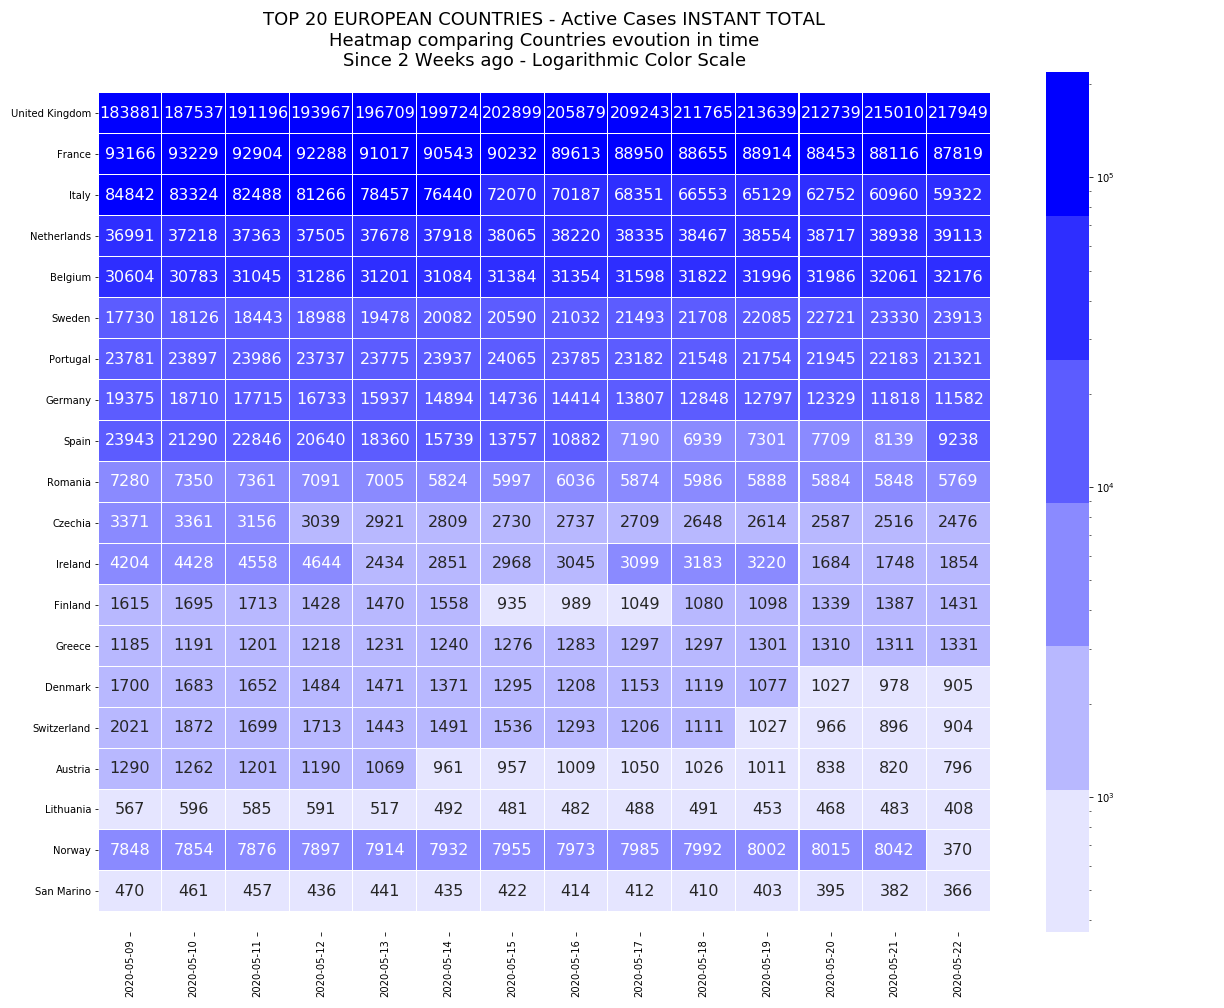 TOP 20 EUROPEAN COUNTRIES - Active Cases INSTANT TOTAL
Heatmap comparing Countries evoution in time
Since 2 Weeks ago - Logarithmic Color Scale
United Kingdom 183881 187537 191196 193967 196709 199724 202899 205879 209243 211765 213639 212739 215010 217949
France 93166 93229 92904 92288 91017 90543 90232 89613 88950 88655 88914 88453 88116 87819
Italy 84842 83324 82488 81266 78457 76440 72070 70187 68351 66553 65129 62752 60960 59322
Netherlands 36991 37218 37363 37505 37678 37918 38065 38220 38335 38467 38554 38717 38938 39113
Belgium 30604 30783 31045 31286 31201 31084 31384 31354 31598 31822 31996 31986 32061 32176
Sweden 17730 18126 18443 18988 19478 20082 20590 21032 21493 21708 22085 22721 23330 23913
Portugal 23781 23897 23986 23737 23775 23937 24065 23785 23182 21548 21754 21945 22183 21321
Germany 19375 18710 17715 16733 15937 14894 14736 14414 13807 12848 12797 12329 11818 11582
Spain 23943 21290 22846 20640 18360 15739 13757 10882 7190 6939 7301 7709 8139 9238
Romania 7280 7350 7361 7091 7005 5824 5997 6036 5874 5986 5888 5884 5848 5769
Czechia 3371 3361 3156 3039 2921 2809 2730 2737 2709 2648 2614 2587 2516 2476
Ireland 4204 4428 4558 4644 2434 2851 2968 3045 3099 3183 3220 1684 1748 1854
Finland 1615 1695 1713 1428 1470 1558 935 989 1049 1080 1098 1339 1387 1431
Greece 1185 1191 1201 1218 1231 1240 1276 1283 1297 1297 1301 1310 1311 1331
Denmark 1700 1683 1652 1484 1471 1371 1295 1208 1153 1119 1077 1027 978 905
Switzerland 2021 1872 1699 1713 1443 1491 1536 1293 1206 1111 1027 966 896 904
Austria 1290 1262 1201 1190 1069 961 957 1009 1050 1026 1011 838 820 796
Lithuania 567 596 585 591 517 492 481 482 488 491 453 468 483 408
Norway 7848 7854 7876 7897 7914 7932 7955 7973 7985 7992 8002 8015 8042 370
San Marino 470 461 457 436 441 435 422 414 412 410 403 395 382 366
2020-05-09 2020-05-10 2020-05-11 2020-05-12 2020-05-13 2020-05-14 2020-05-15 2020-05-16 2020-05-17 2020-05-18 2020-05-19 2020-05-20 2020-05-21 2020-05-22
10⁵
10⁴
10³